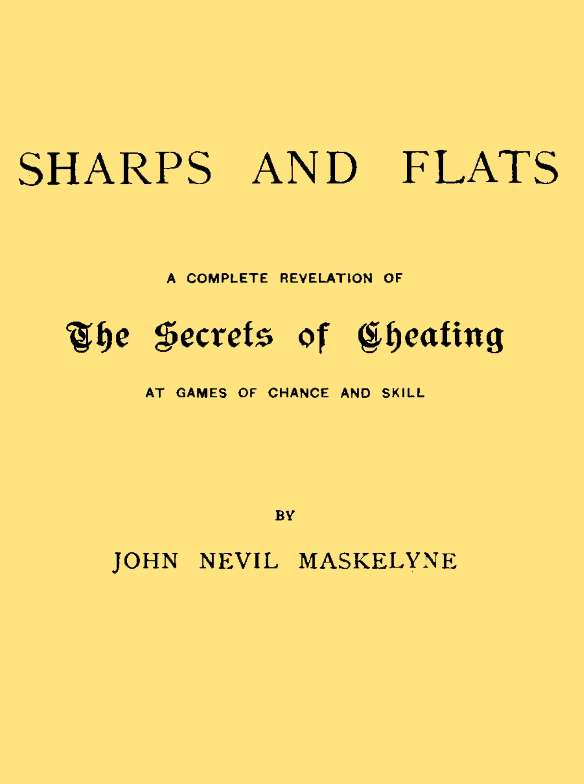 SHARPS AND FLATS
A COMPLETE REVELATION OF
The Secrets of Cheating
AT GAMES OF CHANCE AND SKILL
BY
JOHN NEVIL MASKELYNE